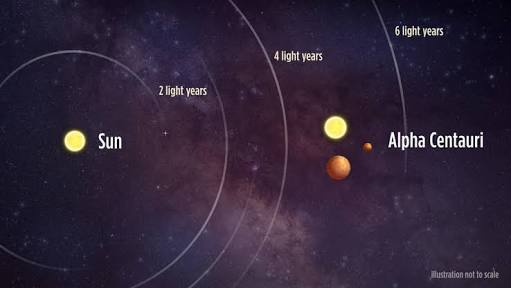 6 light years
4 light years
2 light years
Sun
Alpha Centauri
Illustration not to scale